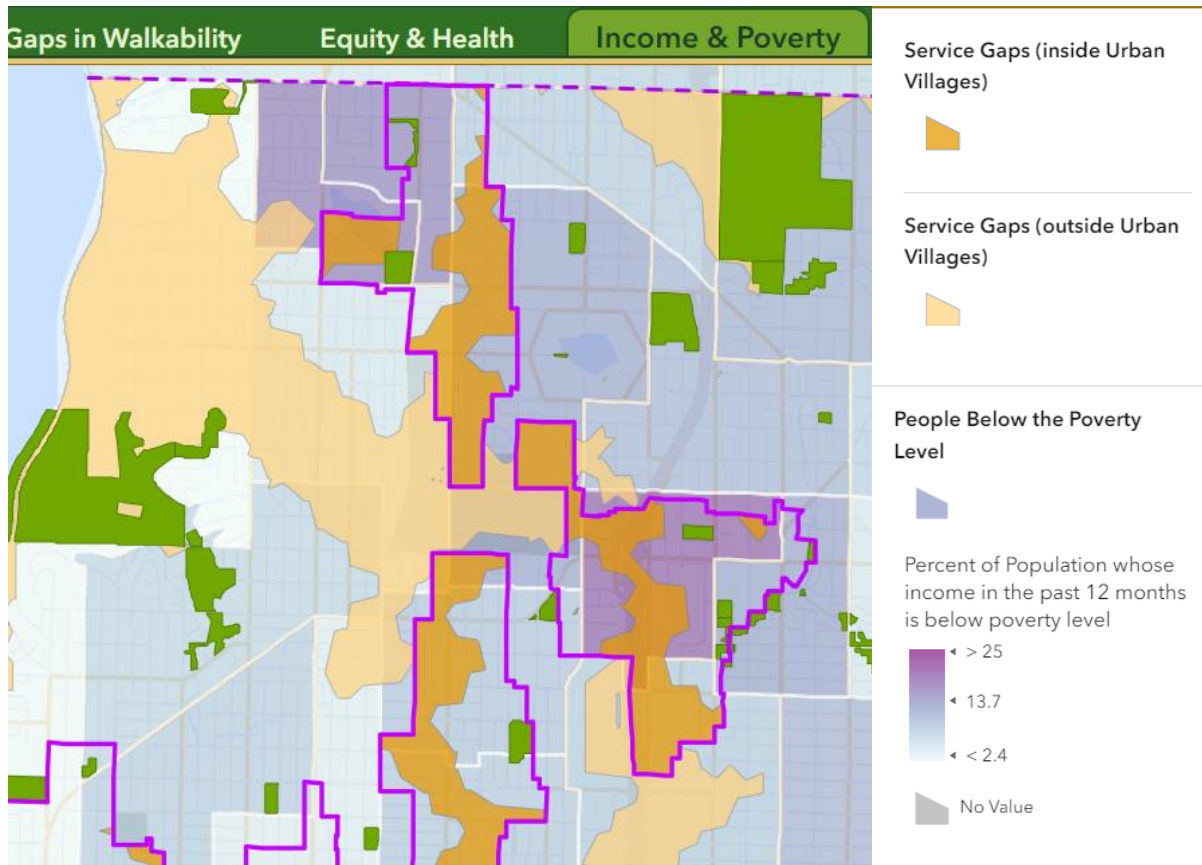 Gaps in Walkability
Equity & Health
Income & Poverty
Service Gaps (inside Urban
Villages)
Service Gaps (outside Urban
Villages)
People Below the Poverty
Level
Percent of Population whose
income in the past 12 months
is below poverty level
> 25
13.7
< 2.4
No Value